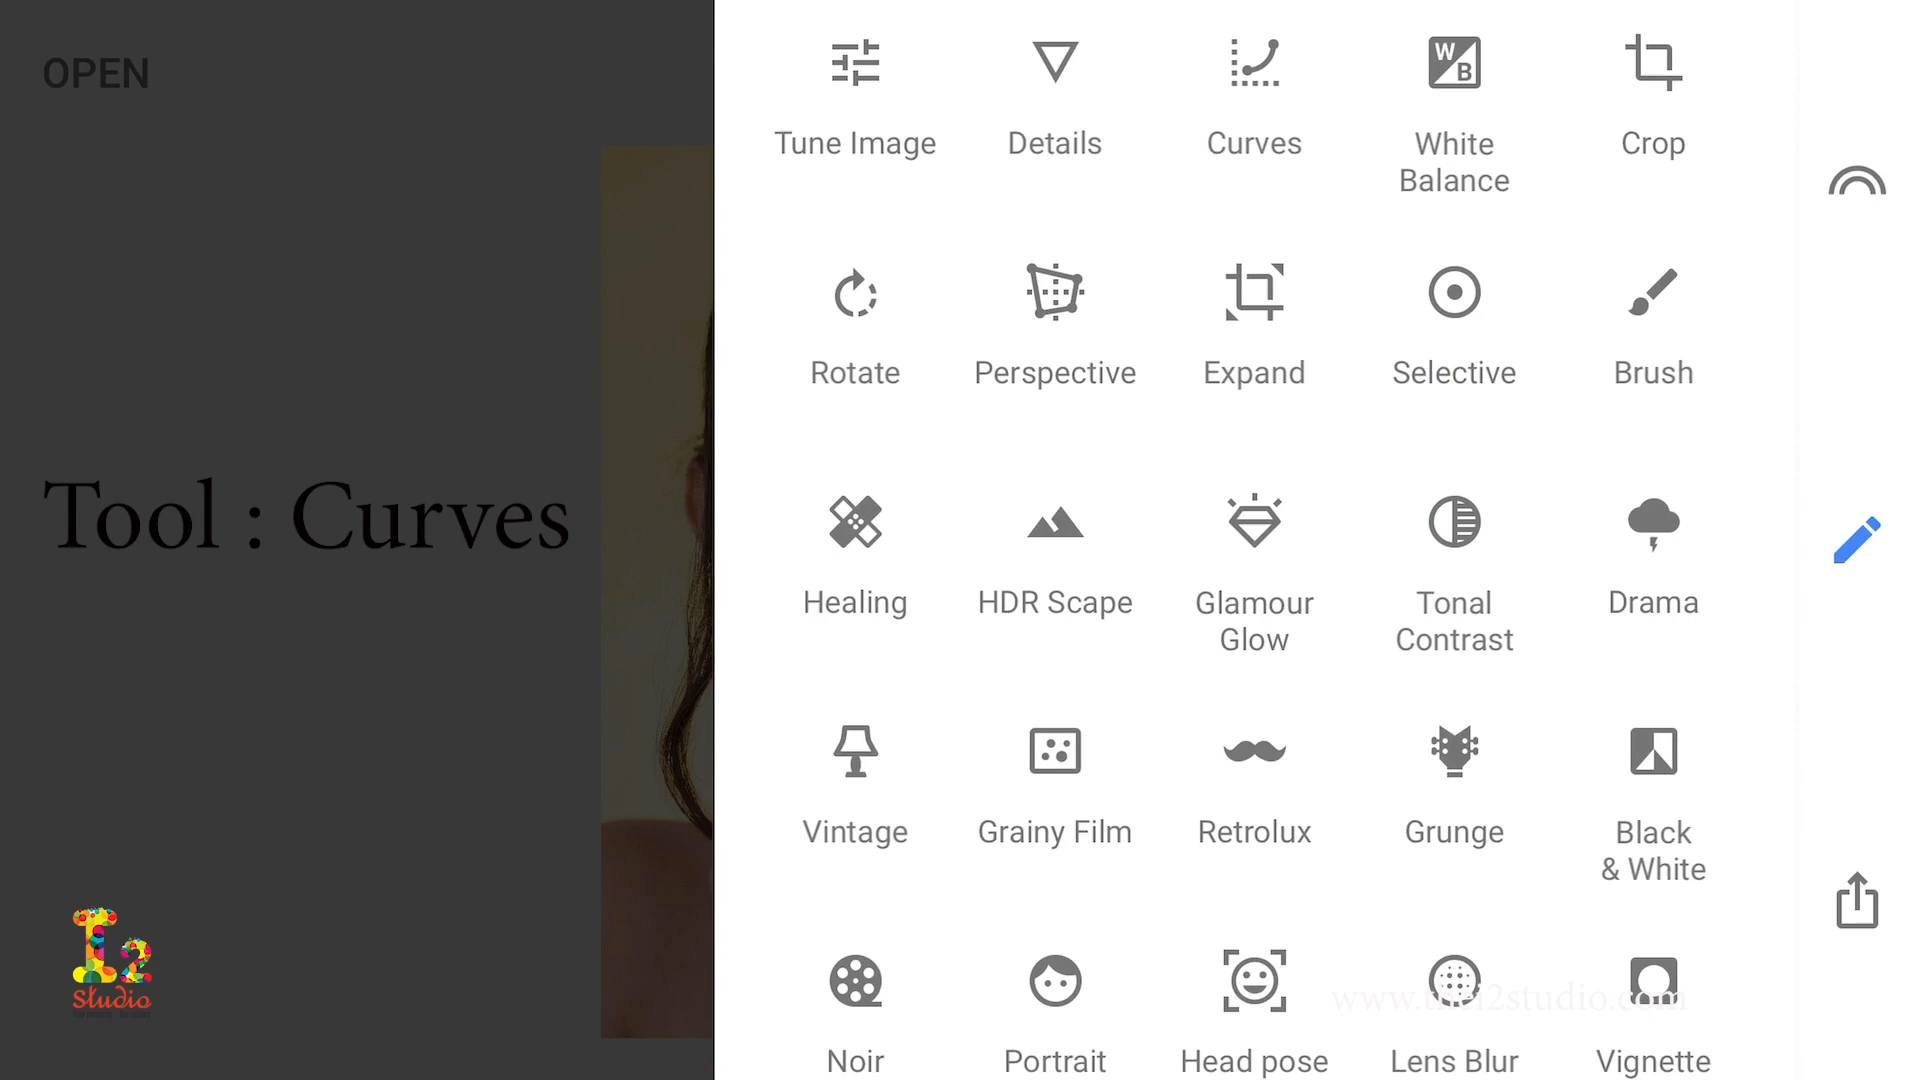 OPEN
Tune Image
Details
Curves
W
B
White
Balance
Crop
Rotate
Perspective
Expand
Selective
Brush
Tool : Curves
Healing
HDR Scape
Glamour
Glow
Tonal
Contrast
Drama
Vintage
Grainy Film
Retrolux
Grunge
Black
& White
I2
Studio
Noir
Portrait
Head pose
Lens Blur
Vignette